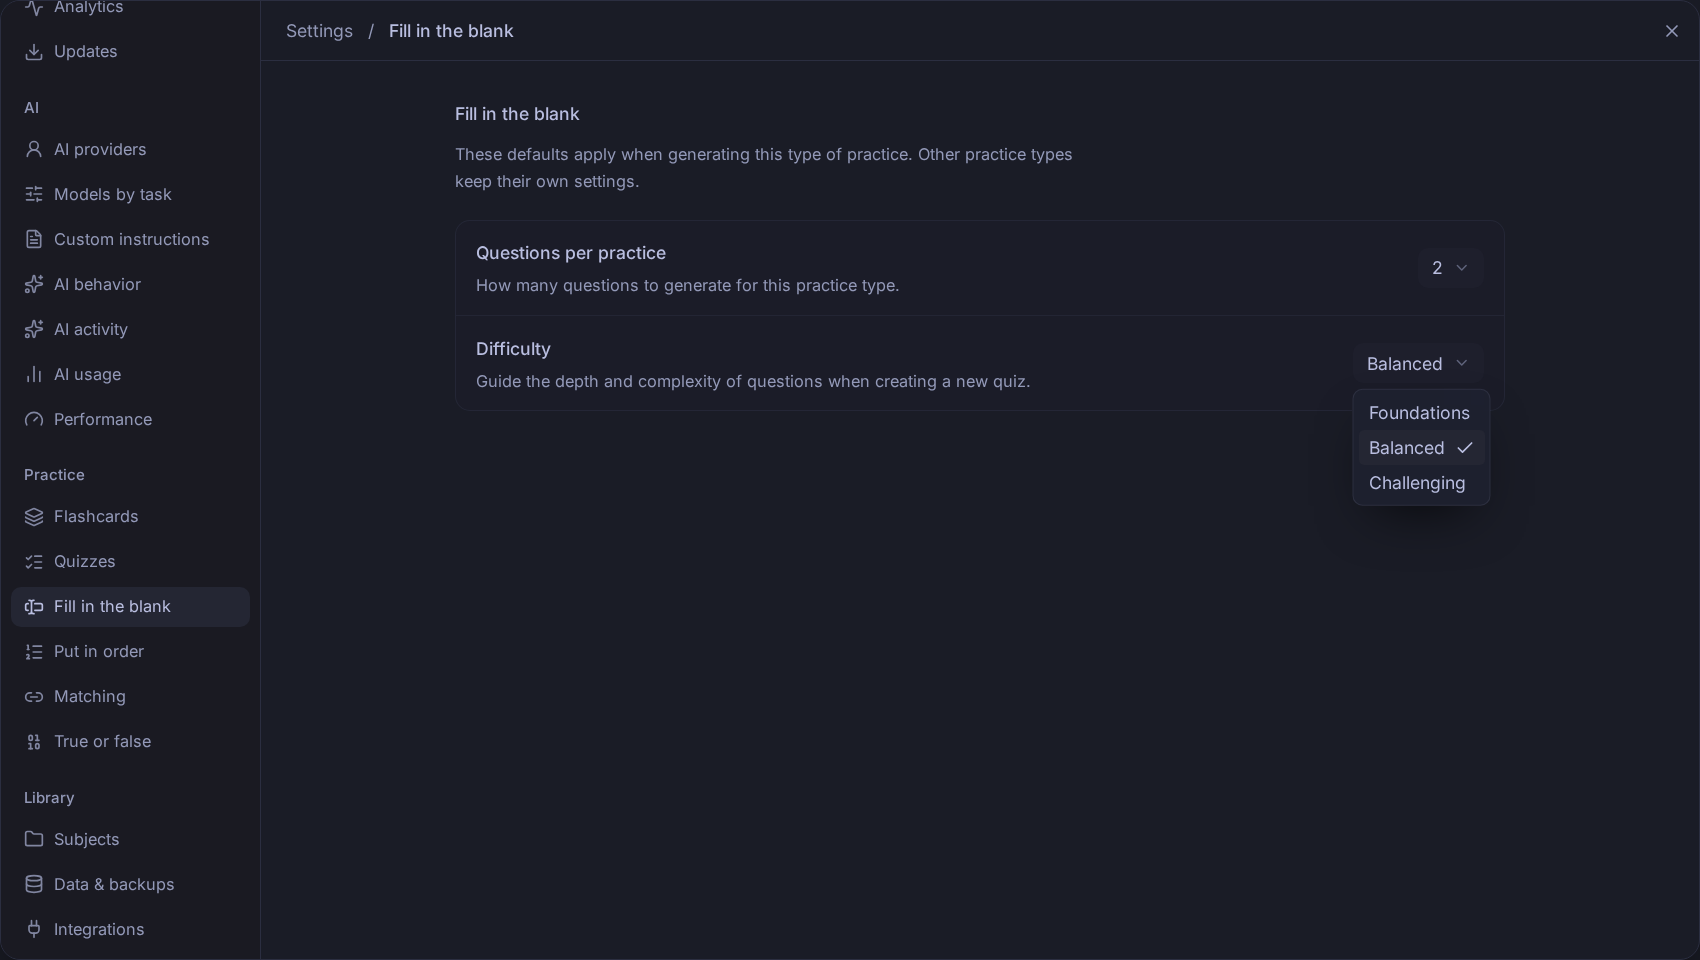 Analytics
Updates
AI
AI providers
Models by task
Custom instructions
AI behavior
AI activity
AI usage
Performance
Practice
Flashcards
Quizzes
Fill in the blank
Put in order
Matching
True or false
Library
Subjects
Data & backups
Integrations
Settings / Fill in the blank
Fill in the blank
These defaults apply when generating this type of practice. Other practice types
keep their own settings.
Questions per practice
How many questions to generate for this practice type.
2
Difficulty
Guide the depth and complexity of questions when creating a new quiz.
Balanced
Foundations
Balanced
Challenging